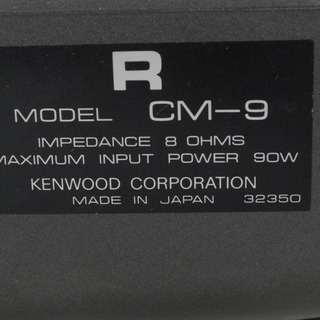 R
MODEL CM-9
IMPEDANCE 8 OHMS
MAXIMUM INPUT POWER 90W
KENWOOD CORPORATION
MADE IN JAPAN 32350